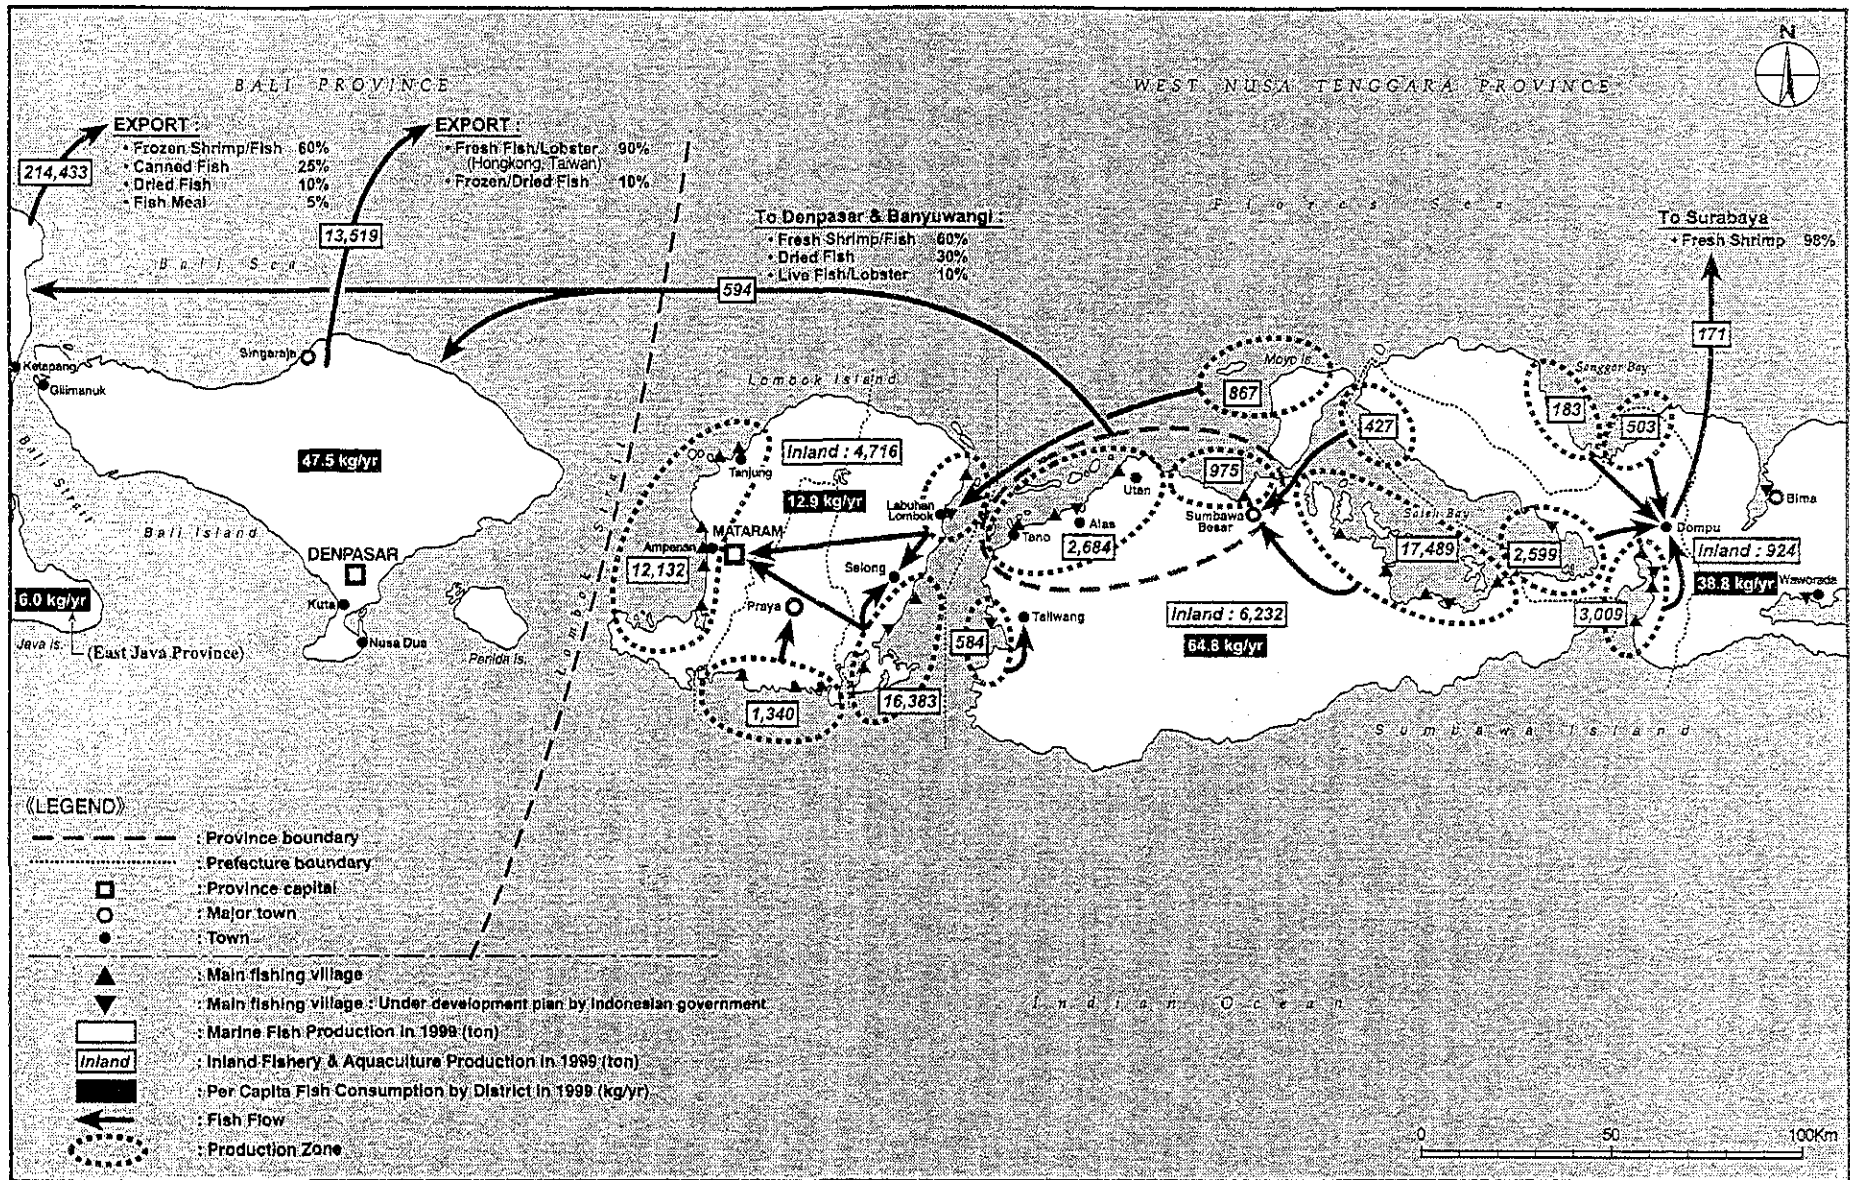 N
BALI PROVINCE
WEST NUSA TENGGARA PROVINCE
EXPORT :
• Frozen Shrimp/Fish 60%
• Canned Fish 25%
• Dried Fish 10%
• Fish Meal 5%
214,433
EXPORT :
• Fresh Fish/Lobster 90%
(Hongkong, Taiwan)
• Frozen/Dried Fish 10%
13,519
To Denpasar & Banyuwangi :
• Fresh Shrimp/Fish 60%
• Dried Fish 30%
• Live Fish/Lobster 10%
594
Flores Sea
To Surabaya
• Fresh Shrimp 98%
171
Bali Sea
Singaraja
Ketapang
Gilimanuk
Bali Strait
47.5 kg/yr
Bali Island
DENPASAR
Kuta
Nusa Dua
Penida Is.
6.0 kg/yr
Java Is.
(East Java Province)
Lombok Strait
Lombok Island
Tanjung
Inland : 4,716
12.9 kg/yr
Labuhan
Lombok
MATARAM
Ampenan
12,132
Selong
Praya
1,340
16,383
Moyo Is.
867
427
975
Utan
Sumbawa
Besar
Alas
Tano
2,684
Saleh Bay
17,489
2,599
Sanggar Bay
183
503
Bima
Dompu
Inland : 924
38.8 kg/yr
Waworada
3,009
Taliwang
584
Inland : 6,232
64.8 kg/yr
Sumbawa Island
Indian Ocean
《LEGEND》
: Province boundary
: Prefecture boundary
: Province capital
: Major town
: Town
: Main fishing village
: Main fishing village : Under development plan by Indonesian government
: Marine Fish Production in 1999 (ton)
Inland : Inland Fishery & Aquaculture Production in 1999 (ton)
: Per Capita Fish Consumption by District in 1999 (kg/yr)
: Fish Flow
: Production Zone
0 50 100Km